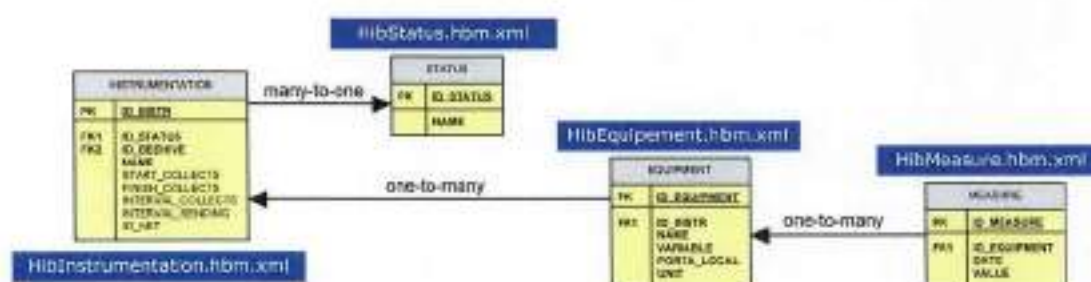 HibStatus.hbm.xml
STATUS
PK ID_STATUS
NAME
INSTRUMENTATION
PK ID_INSTR
FK1 ID_STATUS
FK2 ID_BEEHIVE
NAME
START_COLLECTS
FINISH_COLLECTS
INTERVAL_COLLECTS
INTERVAL_SENDING
many-to-one
HibInstrumentation.hbm.xml
one-to-many
HibEquipement.hbm.xml
EQUIPMENT
PK ID_EQUIPMENT
FK1 ID_INSTR
NAME
VARIABLE
PORTA_LOCAL
UNIT
one-to-many
HibMeasure.hbm.xml
MEASURE
PK ID_MEASURE
FK1 ID_EQUIPMENT
DATE
VALUE